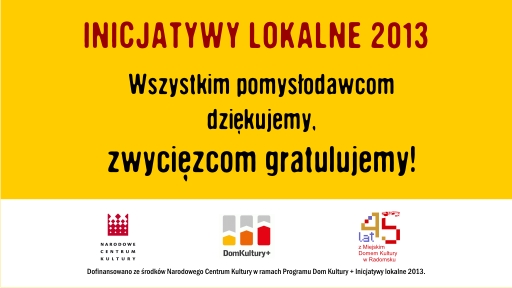 INICJATYWY LOKALNE 2013
Wszystkim pomysłodawcom
dziękujemy,
zwycięzcom gratulujemy!
NARODOWE
CENTRUM
KULTURY
DomKultury+
45
lat
z Miejskim
Domem Kultury
w Radomsku
Dofinansowano ze środków Narodowego Centrum Kultury w ramach Programu Dom Kultury + Inicjatywy lokalne 2013.